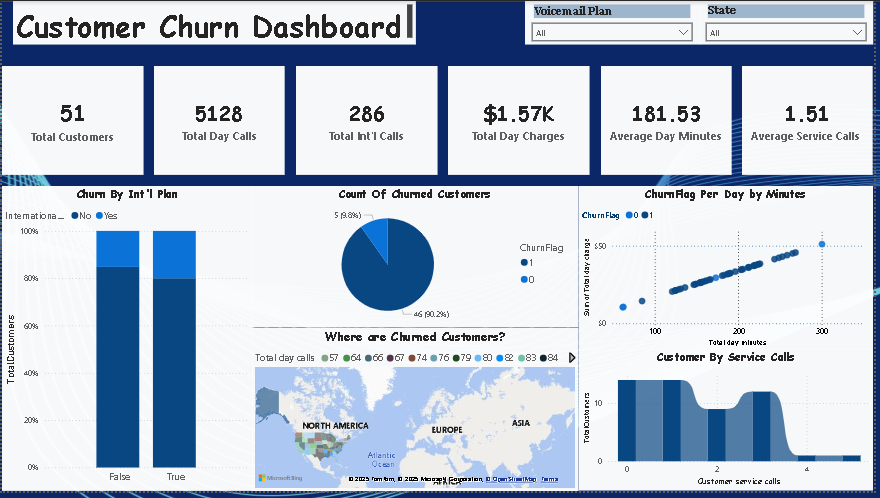 Customer Churn Dashboard
Voicemail Plan
State
All
All
51
Total Customers
5128
Total Day Calls
286
Total Int'l Calls
$1.57K
Total Day Charges
181.53
Average Day Minutes
1.51
Average Service Calls
Churn By Int'l Plan
Internationa... No Yes
100%
80%
60%
40%
20%
0%
TotalCustomers
False
True
Count Of Churned Customers
5 (9.8%)
46 (90.2%)
ChurnFlag
1
0
Where are Churned Customers?
Total day calls 57 64 66 67 74 76 79 80 82 83 84
NORTH AMERICA
EUROPE
ASIA
Atlantic
Ocean
Microsoft Bing
© 2025 TomTom, © 2025 Microsoft Corporation, © OpenStreetMap Terms
ChurnFlag Per Day by Minutes
ChurnFlag 0 1
Sum of Total day charge
$50
$0
100
200
300
Total day minutes
Customer By Service Calls
TotalCustomers
10
0
0
2
4
Customer service calls